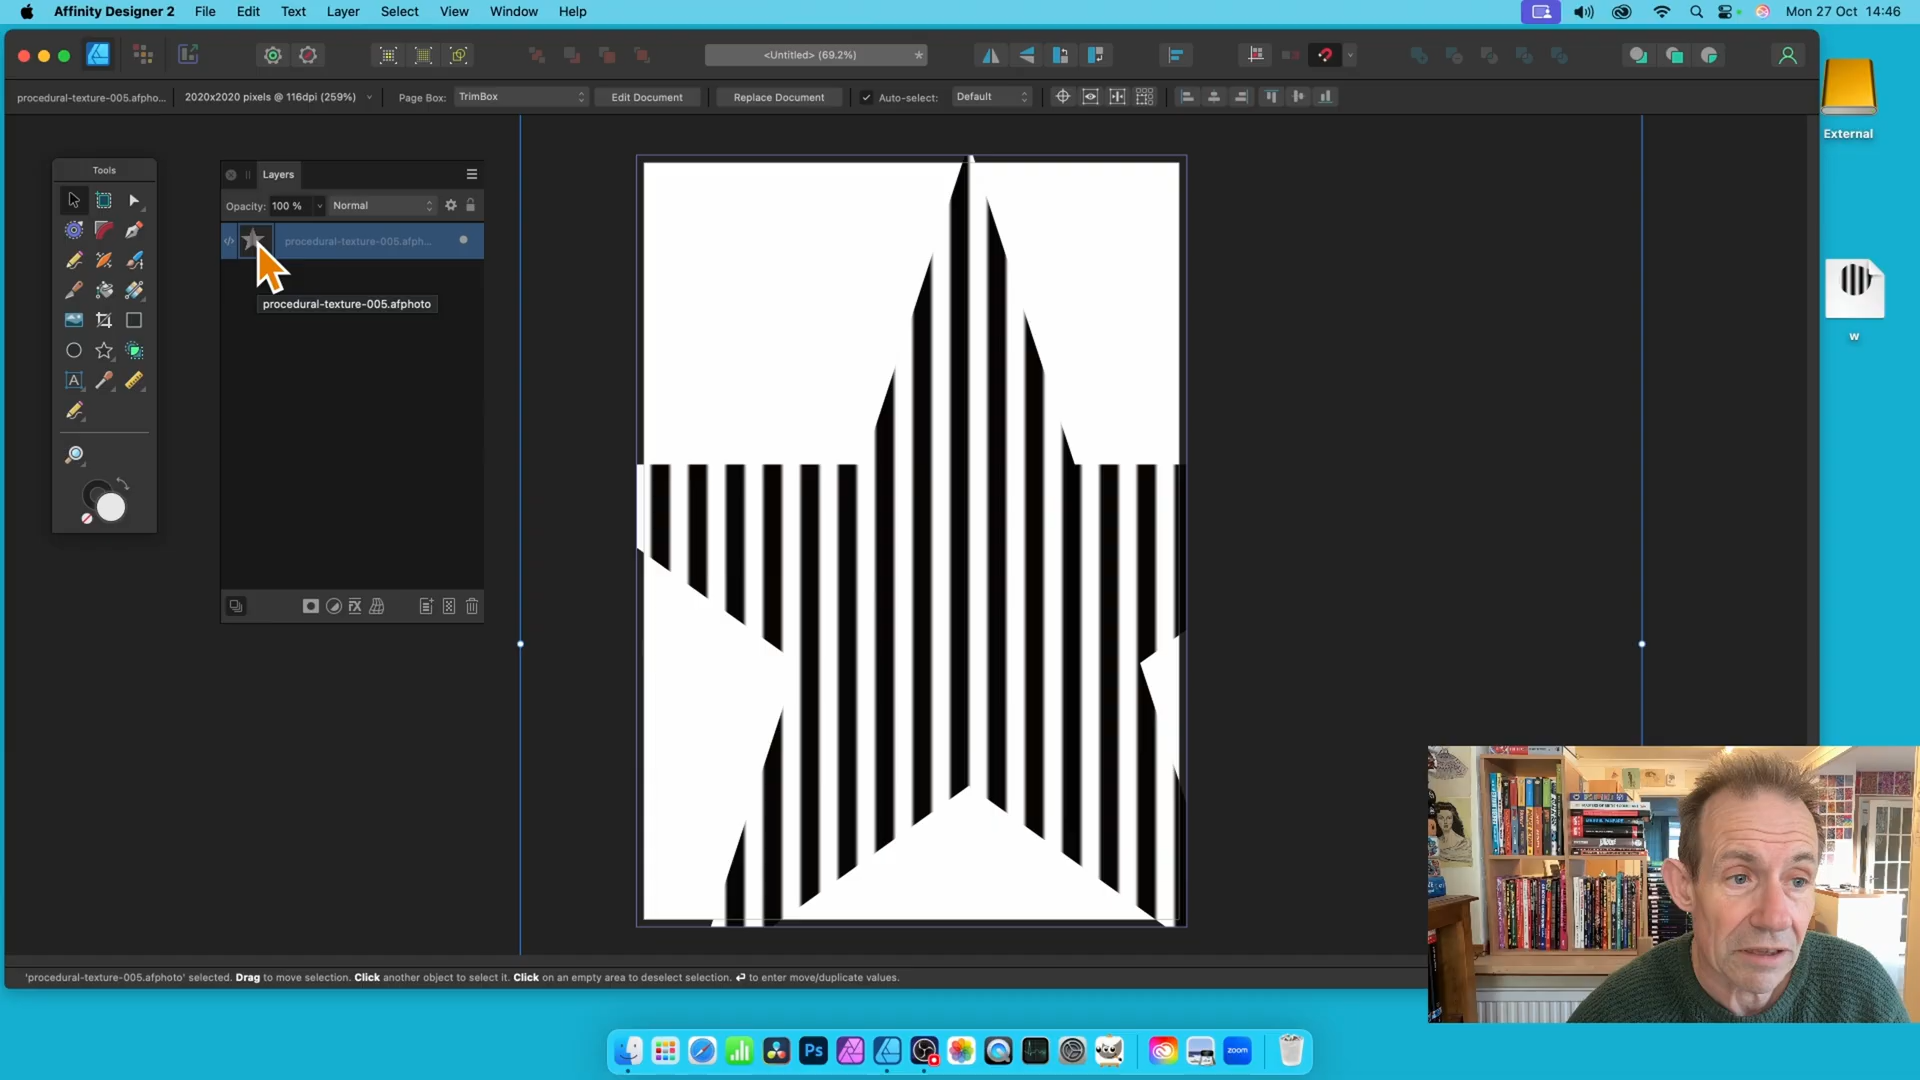 Affinity Designer 2 File Edit Text Layer Select View Window Help Mon 27 Oct 14:46
<Untitled> (69.2%) *
procedural-texture-005.afpho... 2020x2020 pixels @ 116dpi (259%) Page Box: TrimBox Edit Document Replace Document Auto-select: Default
External
Tools
Layers
Opacity: 100 % Normal
procedural-texture-005.afph...
procedural-texture-005.afphoto
w
A
'procedural-texture-005.afphoto' selected. Drag to move selection. Click another object to select it. Click on an empty area to deselect selection. ↵ to enter move/duplicate values.
Ps
zoom